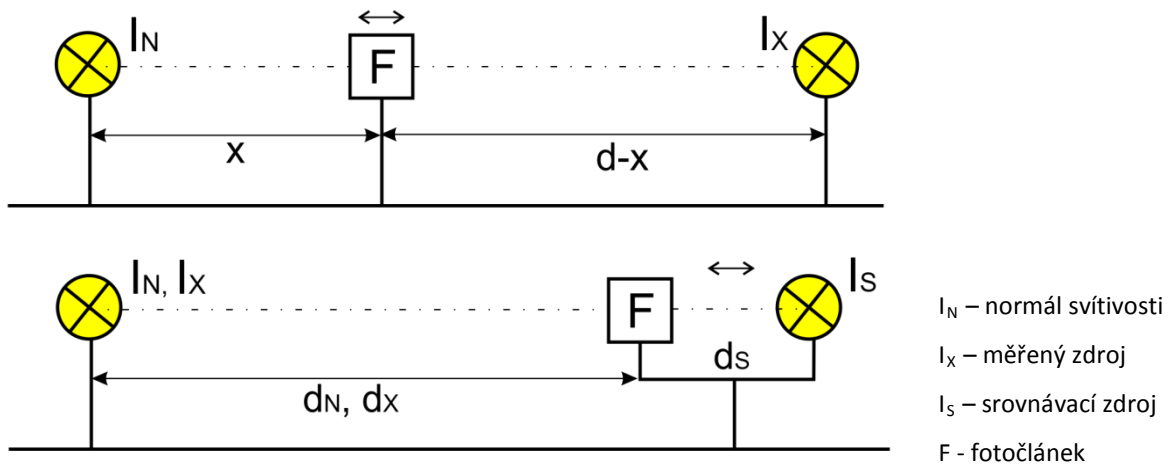 IN
F
IX
x
d-x
IN, IX
F
IS
dS
dN, dX
IN – normál svítivosti
IX – měřený zdroj
IS – srovnávací zdroj
F - fotočlánek